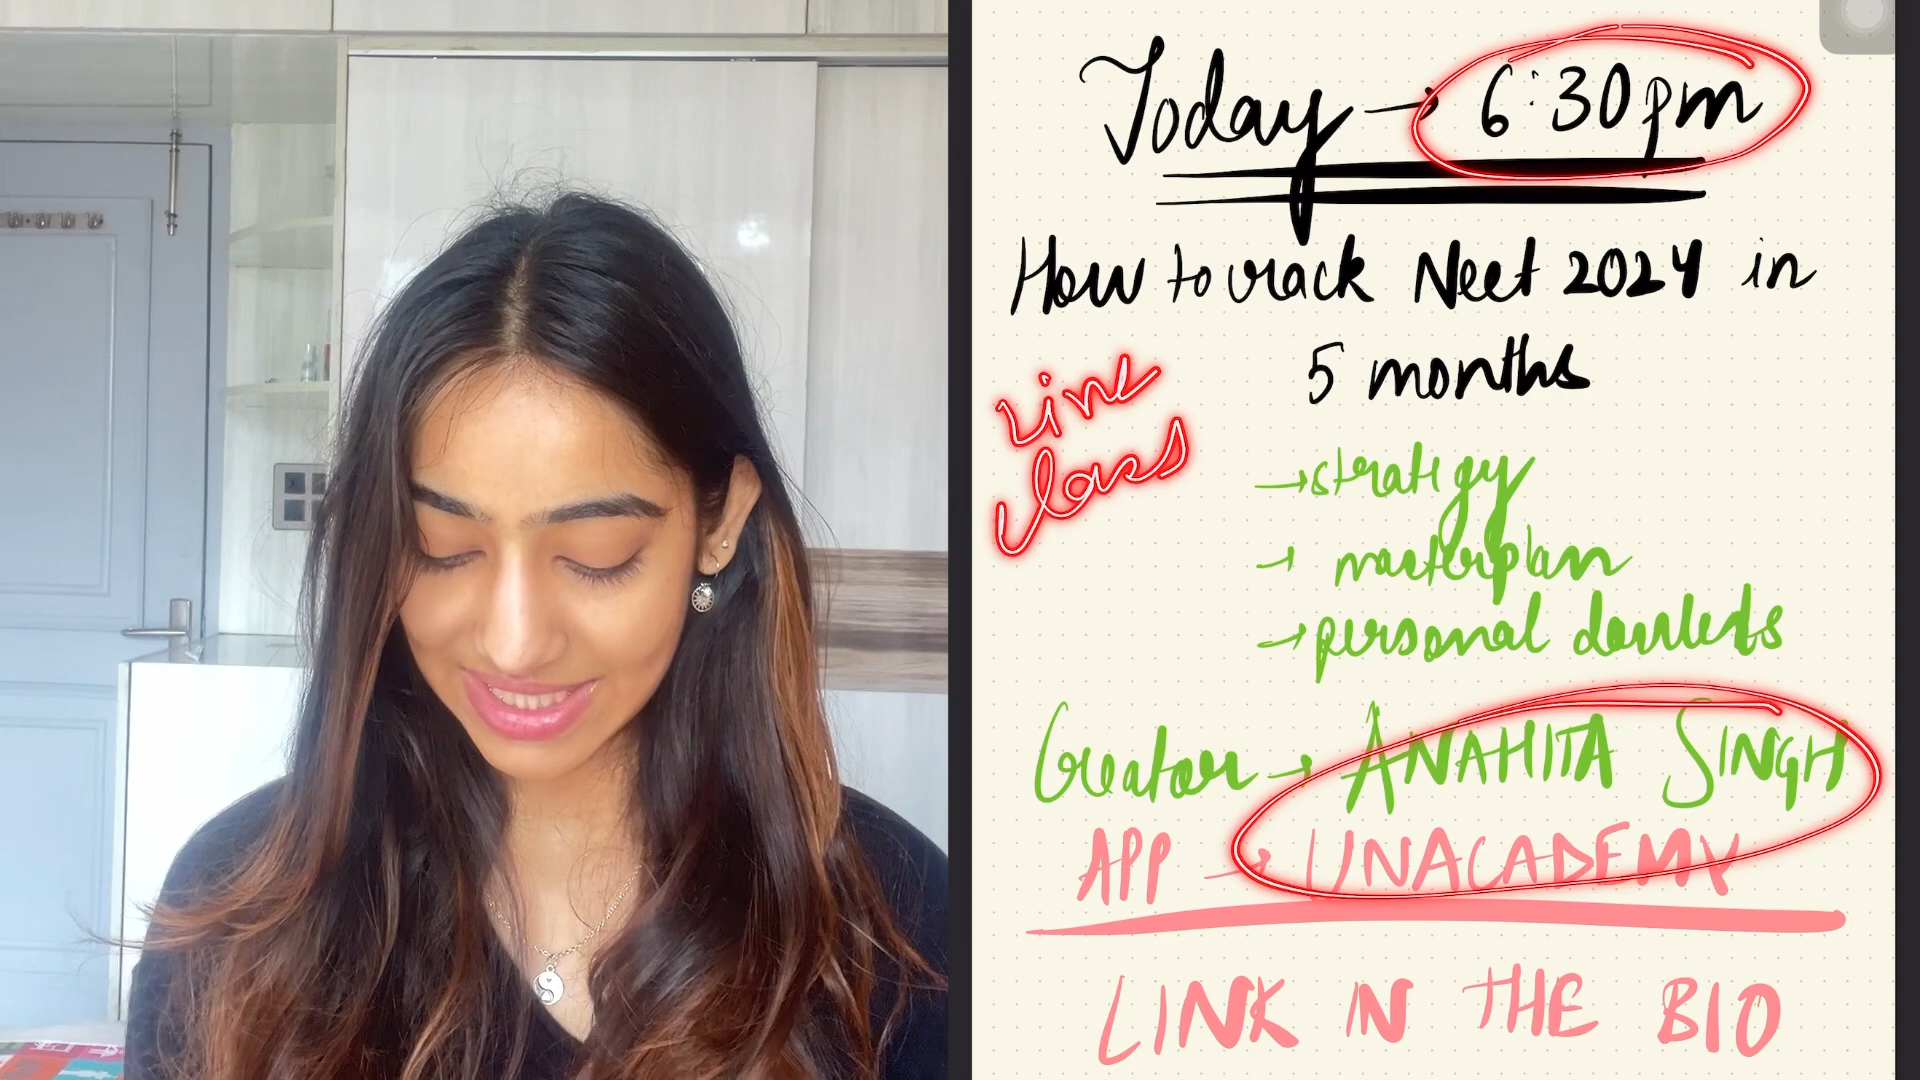 Today → 6:30pm
How to crack Neet 2024 in
5 months
Live
Class
→ strategy
→ masterplan
→ personal doubts
Creator → ANAHITA SINGH
APP → UNACADEMY
LINK IN THE BIO